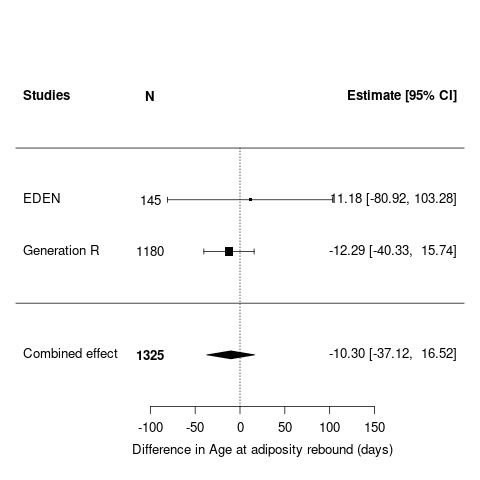 Studies N Estimate [95% CI]
EDEN 145 11.18 [-80.92, 103.28]
Generation R 1180 -12.29 [-40.33, 15.74]
Combined effect 1325 -10.30 [-37.12, 16.52]
-100 -50 0 50 100 150
Difference in Age at adiposity rebound (days)